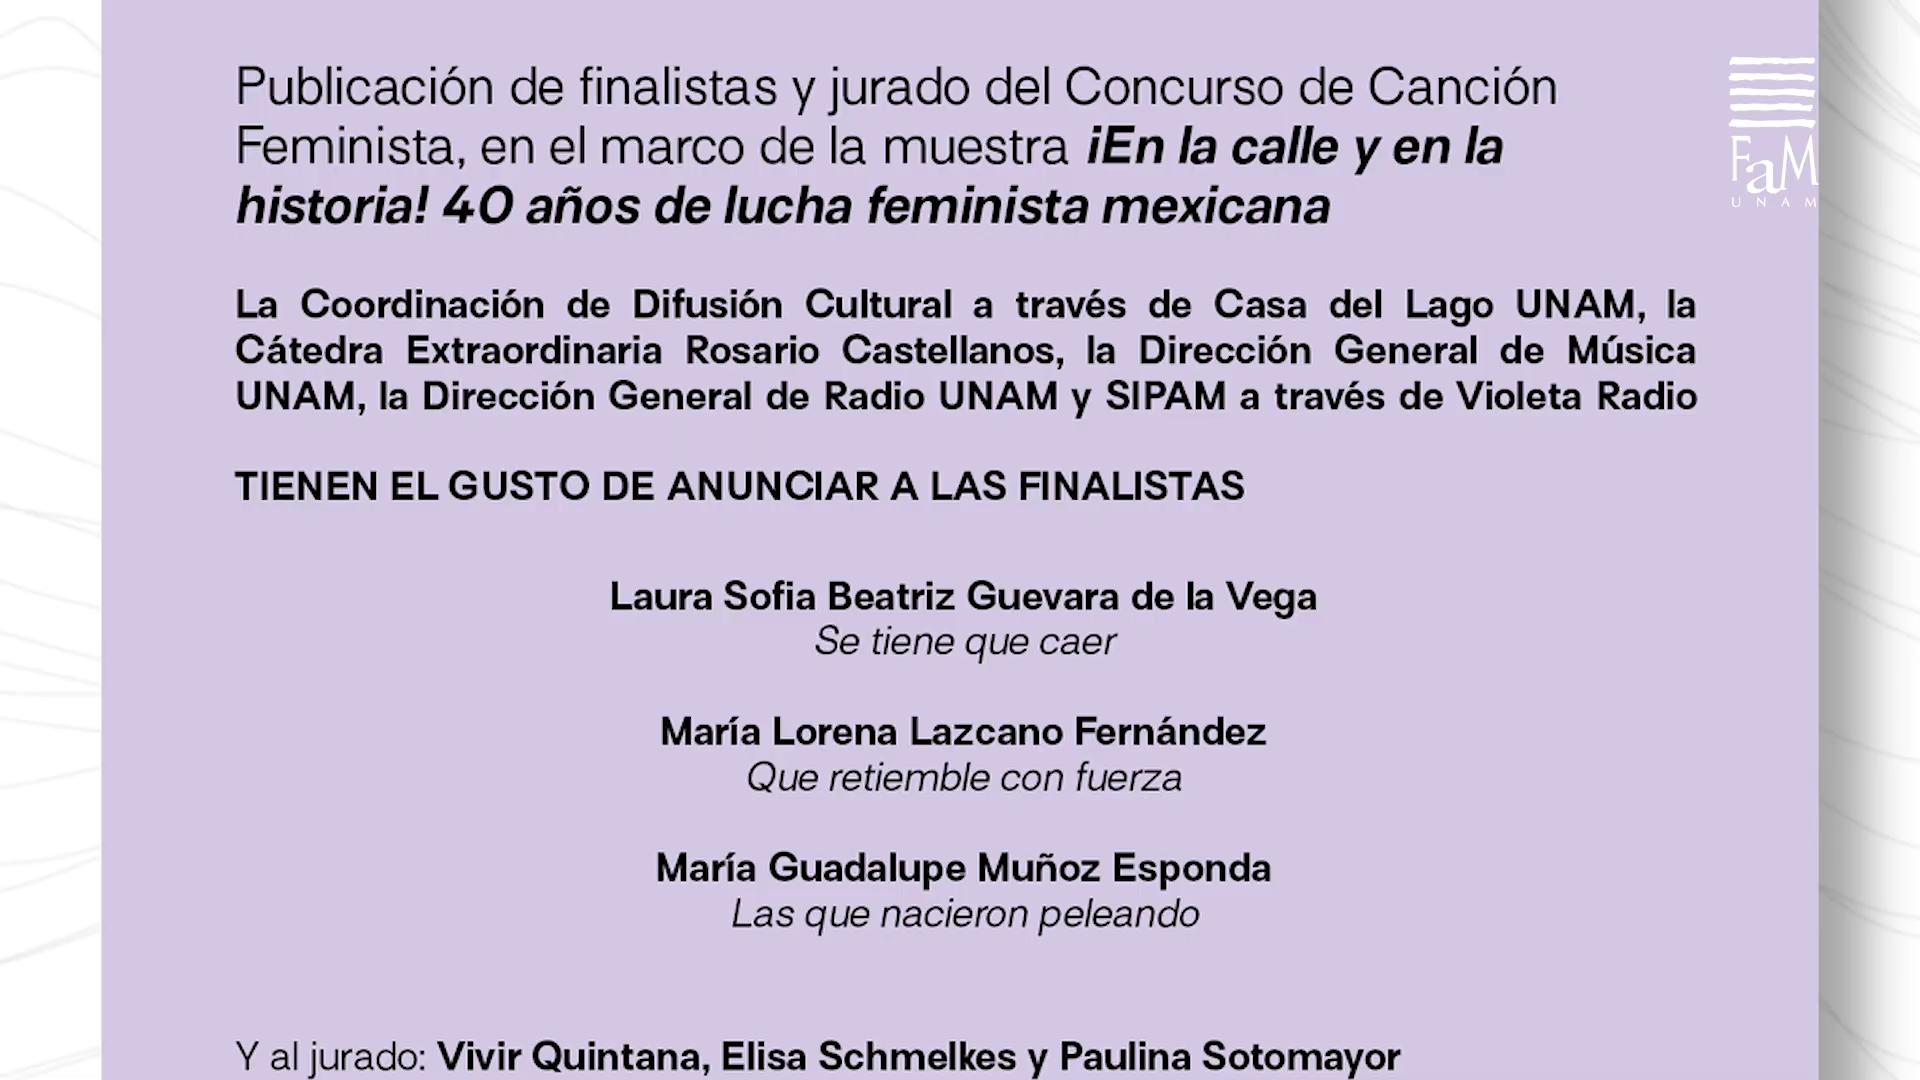 Publicación de finalistas y jurado del Concurso de Canción
Feminista, en el marco de la muestra ¡En la calle y en la
historia! 40 años de lucha feminista mexicana
La Coordinación de Difusión Cultural a través de Casa del Lago UNAM, la
Cátedra Extraordinaria Rosario Castellanos, la Dirección General de Música
UNAM, la Dirección General de Radio UNAM y SIPAM a través de Violeta Radio
TIENEN EL GUSTO DE ANUNCIAR A LAS FINALISTAS
Laura Sofia Beatriz Guevara de la Vega
Se tiene que caer
María Lorena Lazcano Fernández
Que retiemble con fuerza
María Guadalupe Muñoz Esponda
Las que nacieron peleando
Y al jurado: Vivir Quintana, Elisa Schmelkes y Paulina Sotomayor
FaM
UNAM